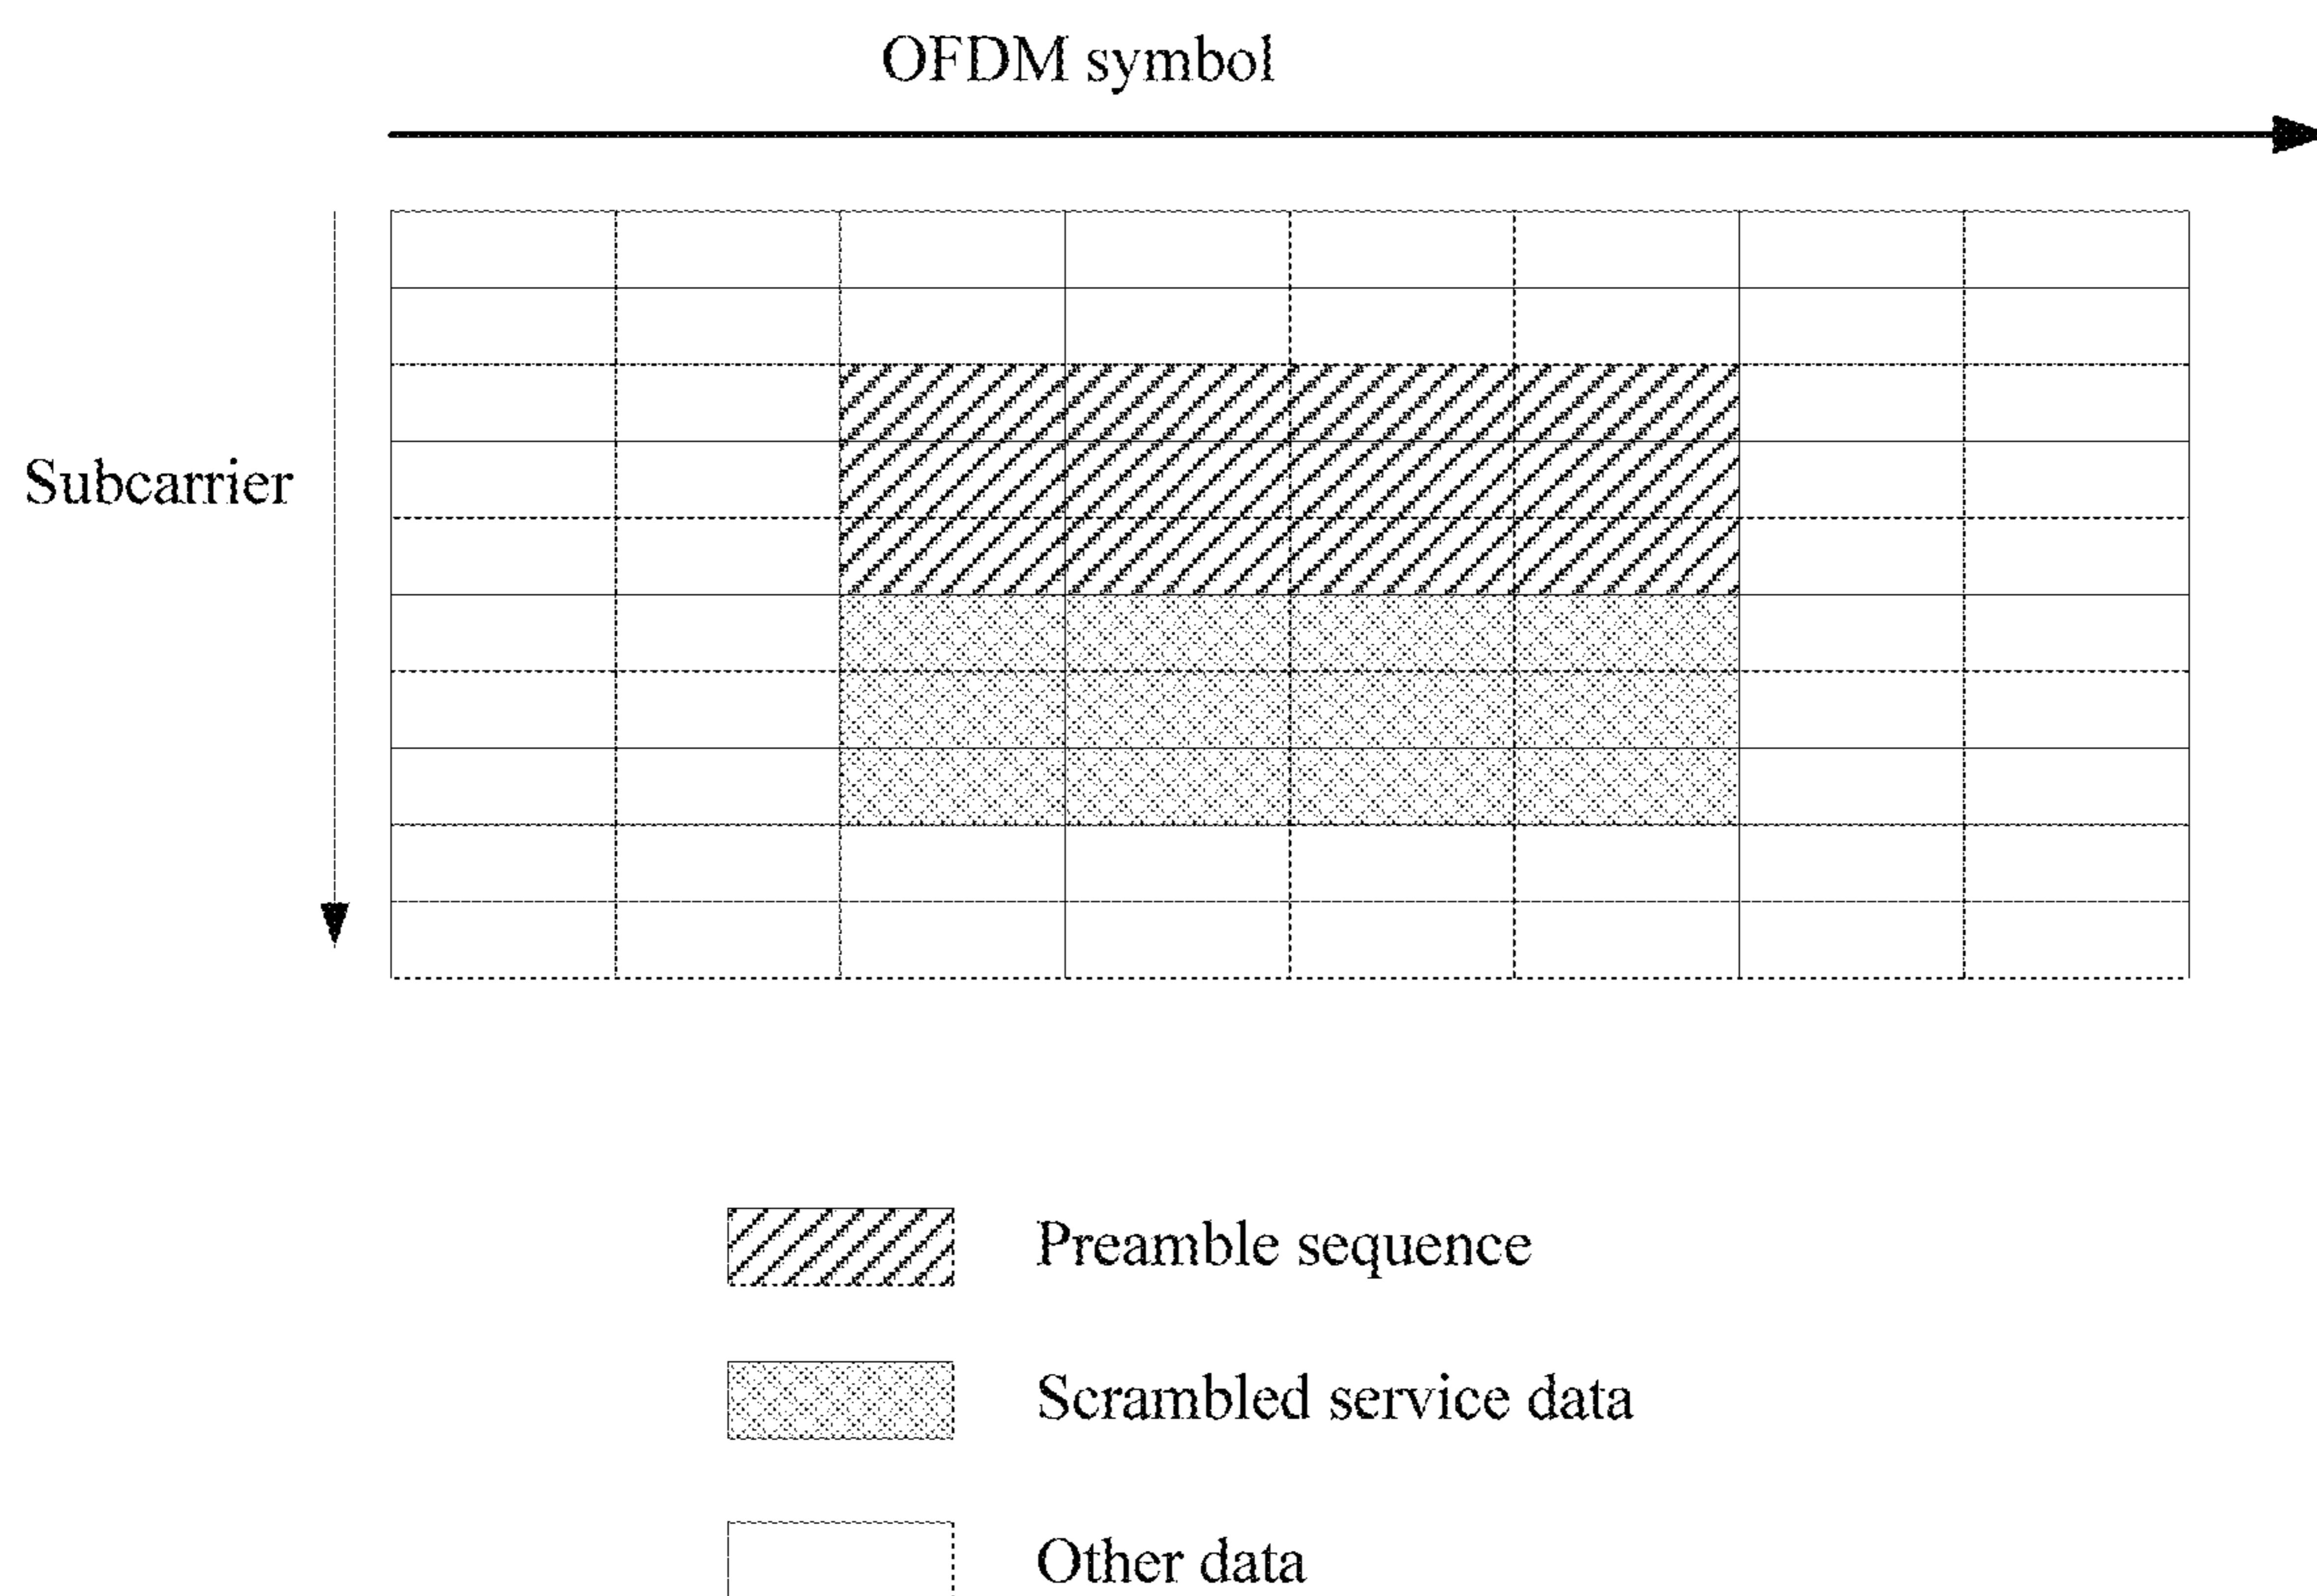 OFDM symbol
Subcarrier
Preamble sequence
Scrambled service data
Other data